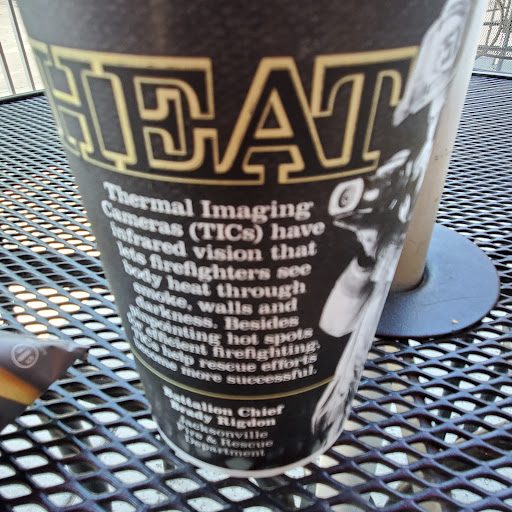 HEAT
Thermal Imaging
Cameras (TICs) have
infrared vision that
lets firefighters see
body heat through
smoke, walls and
darkness. Besides
pinpointing hot spots
for efficient firefighting,
TICs help rescue efforts
become more successful.
Battalion Chief
Brady Rigdon
Jacksonville
Fire & Rescue
Department